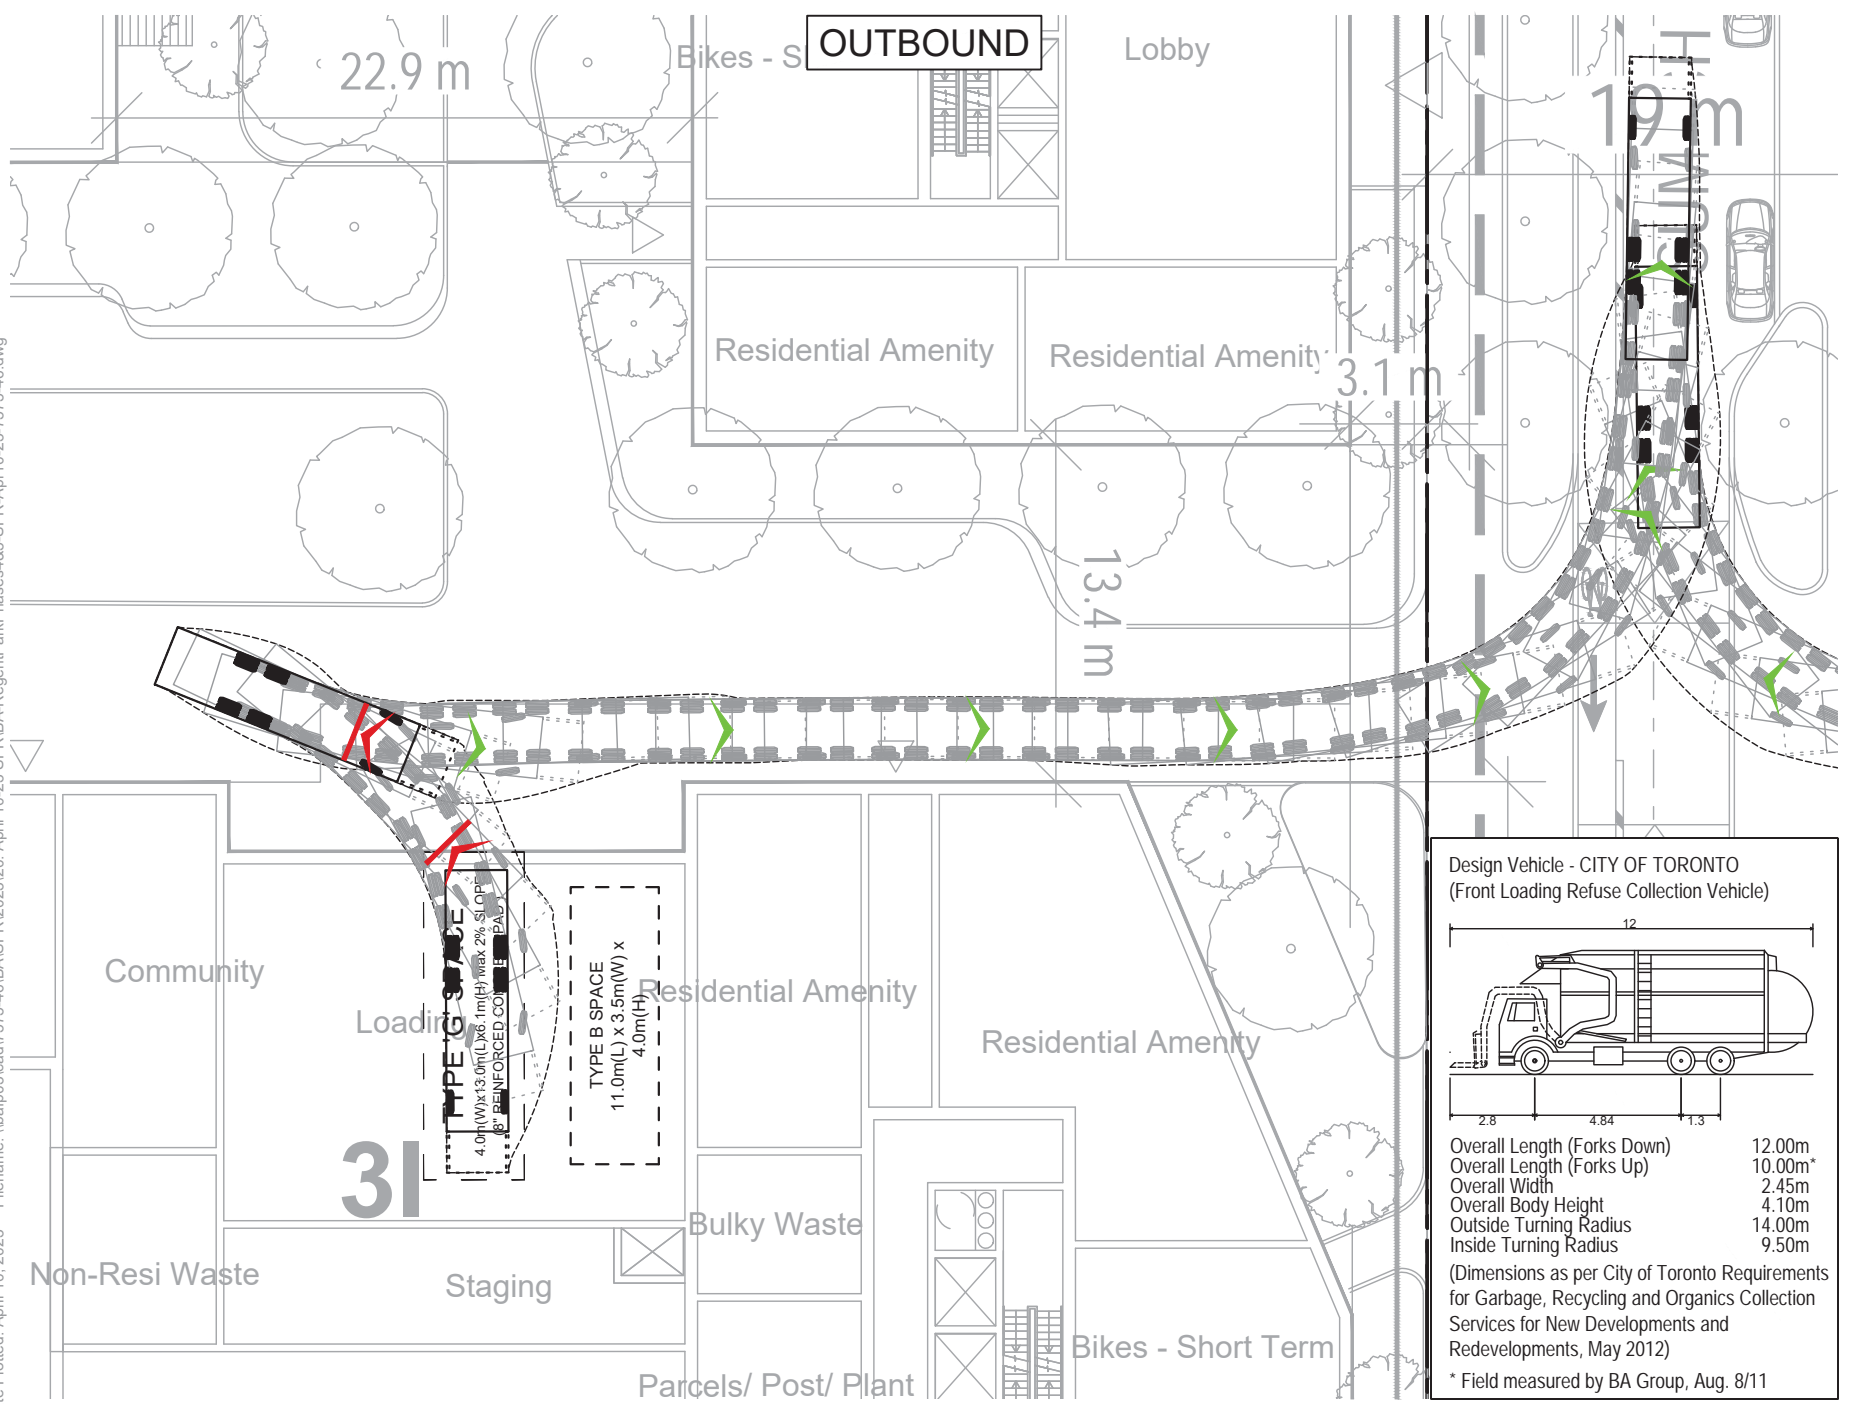 OUTBOUND
22.9 m
Lobby
19 m
Residential Amenity
Residential Amenity
3.1 m
13.4 m
Community
Loading
TYPE 'G' SPACE
4.0m(W)x13.0m(L)x6.1m(H) Max 2% SLOPE
(8" REINFORCED
TYPE B SPACE
11.0m(L) x 3.5m(W) x
4.0m(H)
Residential Amenity
Residential Amenity
Bulky Waste
Non-Resi Waste
Staging
Bikes - Short Term
Parcels/ Post/ Plant
Design Vehicle - CITY OF TORONTO
(Front Loading Refuse Collection Vehicle)
12
2.8 4.84 1.3
Overall Length (Forks Down) 12.00m
Overall Length (Forks Up) 10.00m*
Overall Width 2.45m
Overall Body Height 4.10m
Outside Turning Radius 14.00m
Inside Turning Radius 9.50m
(Dimensions as per City of Toronto Requirements
for Garbage, Recycling and Organics Collection
Services for New Developments and
Redevelopments, May 2012)
* Field measured by BA Group, Aug. 8/11